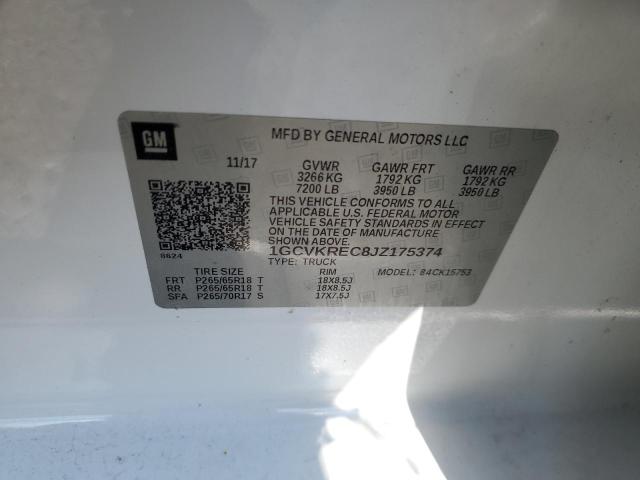 GM
MFD BY GENERAL MOTORS LLC
11/17 GVWR GAWR FRT GAWR RR
3266 KG 1792 KG 1792 KG
7200 LB 3950 LB 3950 LB
THIS VEHICLE CONFORMS TO ALL
APPLICABLE U.S. FEDERAL MOTOR
VEHICLE SAFETY STANDARDS IN EFFECT
ON THE DATE OF MANUFACTURE
SHOWN ABOVE.
8624 1GCVKREC8JZ175374
TYPE: TRUCK
TIRE SIZE RIM MODEL: 84CK15753
FRT P265/65R18 T 18X8.5J
RR P265/65R18 T 18X8.5J
SPA P265/70R17 S 17X7.5J